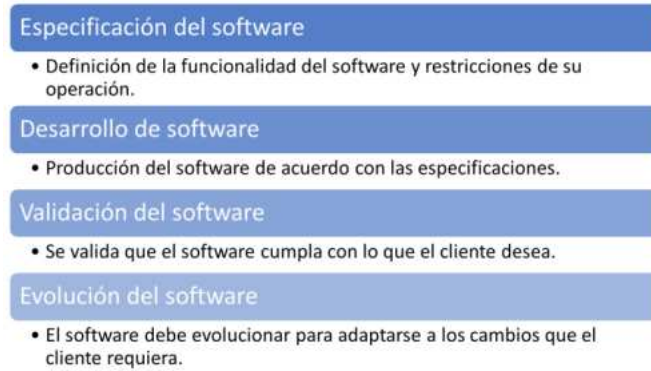 Especificación del software
• Definición de la funcionalidad del software y restricciones de su
operación.
Desarrollo de software
• Producción del software de acuerdo con las especificaciones.
Validación del software
• Se valida que el software cumpla con lo que el cliente desea.
Evolución del software
• El software debe evolucionar para adaptarse a los cambios que el
cliente requiera.